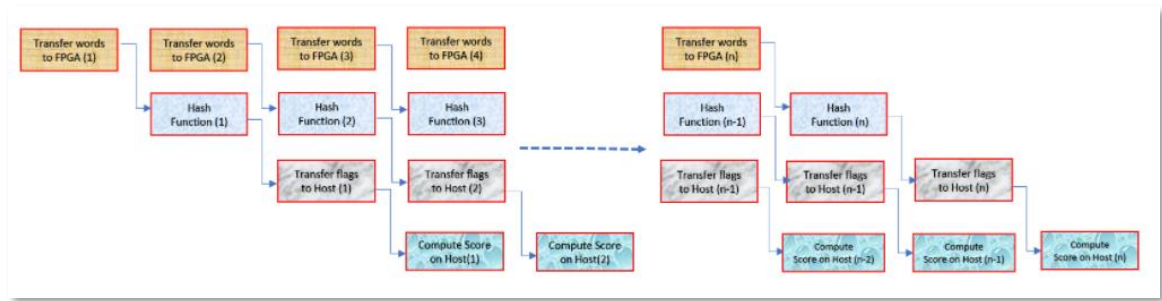 Transfer words
to FPGA (1)
Transfer words
to FPGA (2)
Transfer words
to FPGA (3)
Transfer words
to FPGA (4)
Transfer words
to FPGA (n)
Hash
Function (1)
Hash
Function (2)
Hash
Function (3)
Hash
Function (n-1)
Hash
Function (n)
Transfer flags
to Host (1)
Transfer flags
to Host (2)
Transfer flags
to Host (n-1)
Transfer flags
to Host (n-1)
Transfer flags
to Host (n)
Compute Score
on Host(1)
Compute Score
on Host(2)
Compute
Score on Host (n-2)
Compute
Score on Host (n-1)
Compute
Score on Host (n)